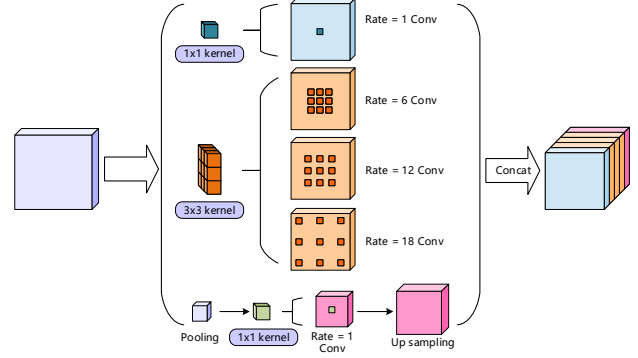 Rate = 1 Conv
1x1 kernel
Rate = 6 Conv
Rate = 12 Conv
Concat
3x3 kernel
Rate = 18 Conv
Pooling
1x1 kernel
Rate = 1
Conv
Up sampling